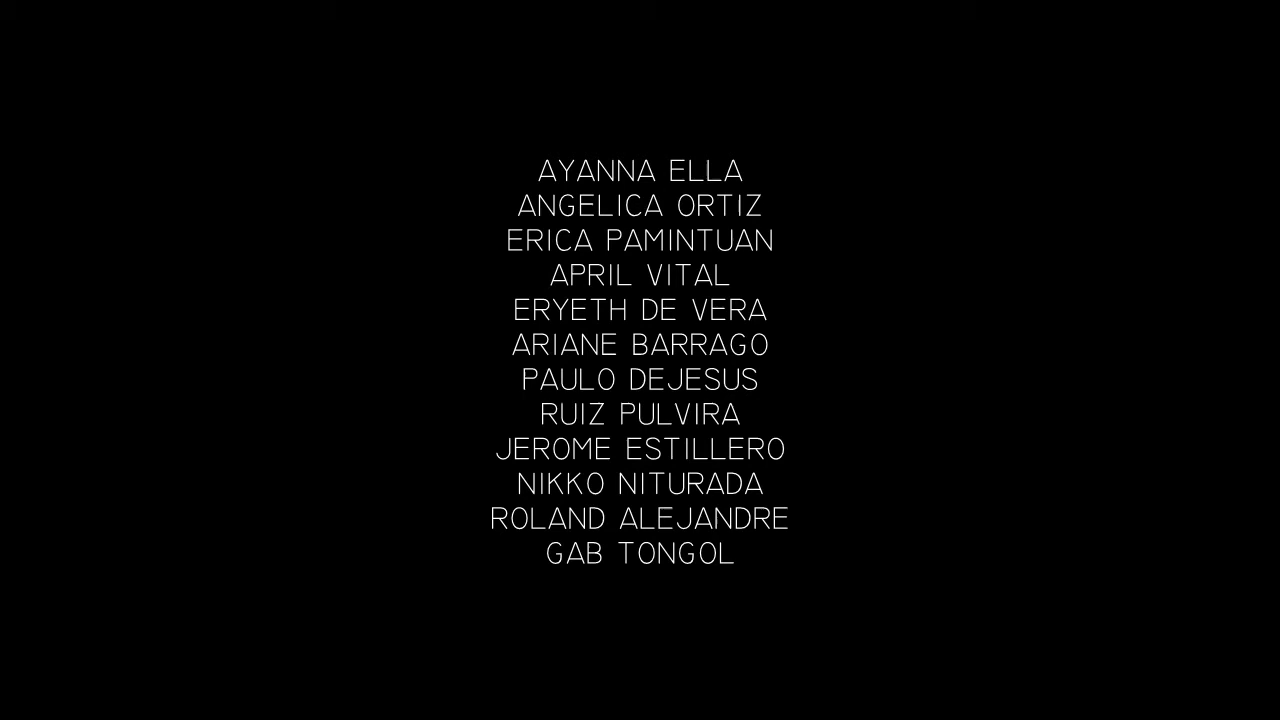 AYANNA ELLA
ANGELICA ORTIZ
ERICA PAMINTUAN
APRIL VITAL
ERYETH DE VERA
ARIANE BARRAGO
PAULO DEJESUS
RUIZ PULVIRA
JEROME ESTILLERO
NIKKO NITURADA
ROLAND ALEJANDRE
GAB TONGOL